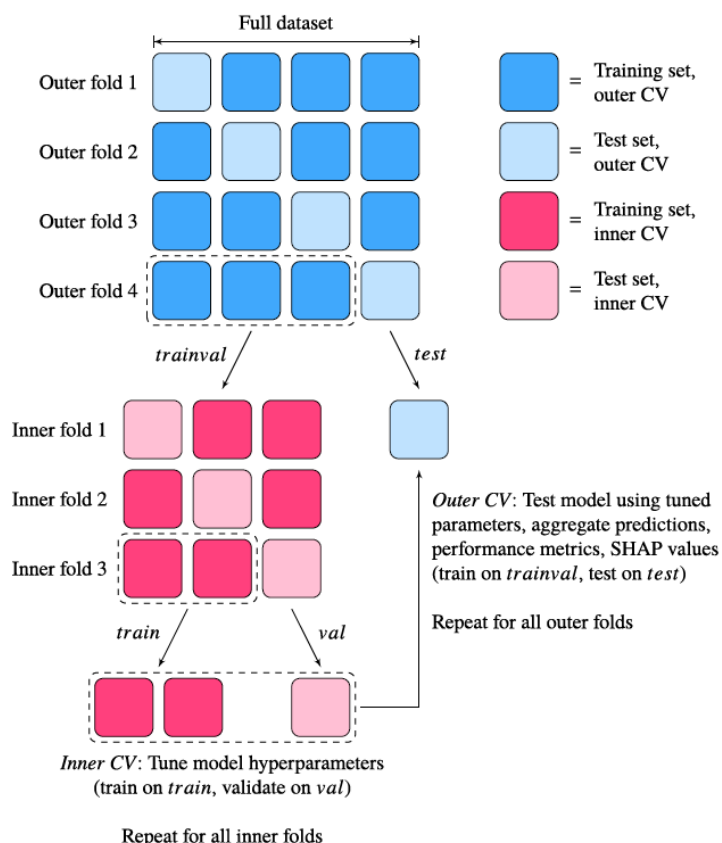 Full dataset
Outer fold 1
= Training set,
outer CV
Outer fold 2
= Test set,
outer CV
Outer fold 3
= Training set,
inner CV
Outer fold 4
= Test set,
inner CV
trainval
test
Inner fold 1
Inner fold 2
Inner fold 3
Outer CV: Test model using tuned
parameters, aggregate predictions,
performance metrics, SHAP values
(train on trainval, test on test)
Repeat for all outer folds
train
val
Inner CV: Tune model hyperparameters
(train on train, validate on val)
Repeat for all inner folds